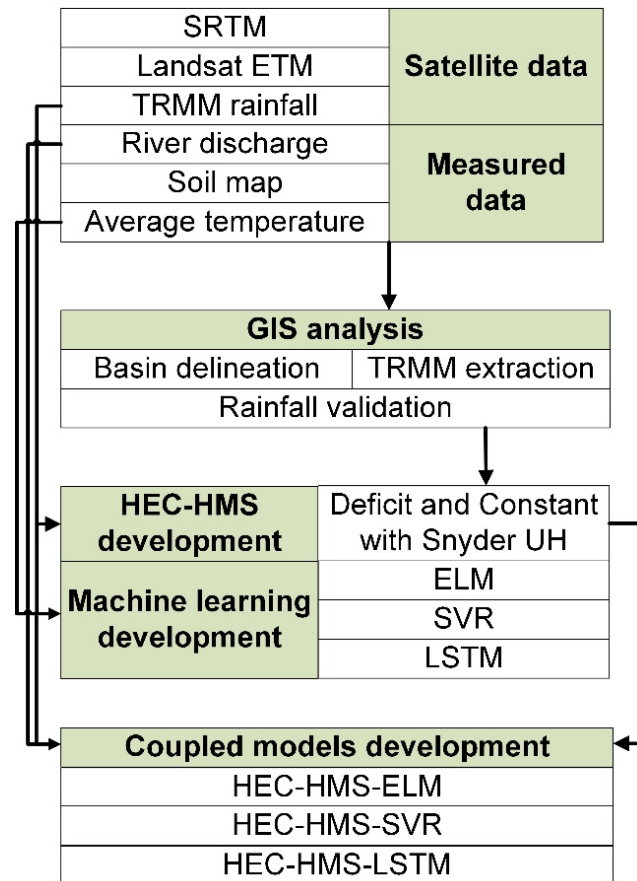 SRTM
Landsat ETM
TRMM rainfall
Satellite data
River discharge
Soil map
Average temperature
Measured
data
GIS analysis
Basin delineation
TRMM extraction
Rainfall validation
HEC-HMS
development
Deficit and Constant
with Snyder UH
Machine learning
development
ELM
SVR
LSTM
Coupled models development
HEC-HMS-ELM
HEC-HMS-SVR
HEC-HMS-LSTM